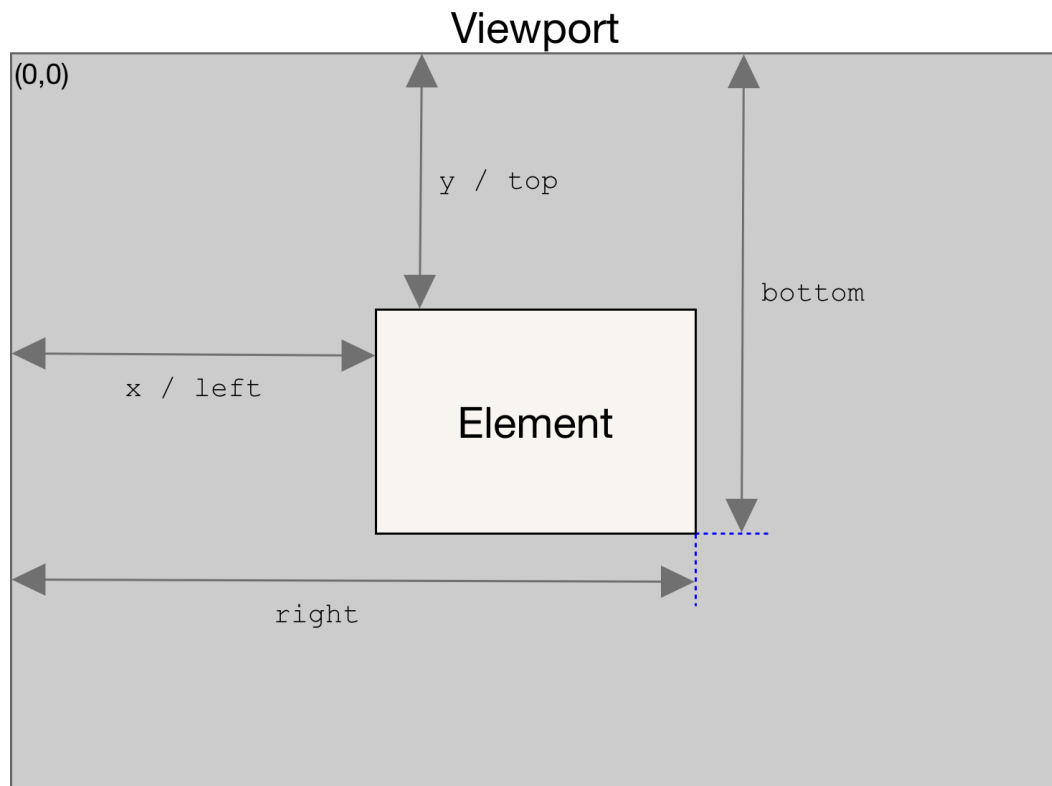 Viewport
(0,0)
y / top
bottom
x / left
Element
right